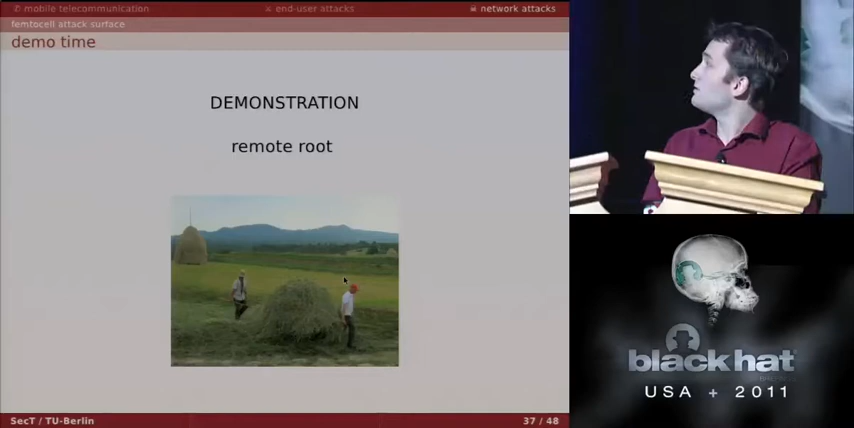 mobile telecommunication
end-user attacks
network attacks
femtocell attack surface
demo time
DEMONSTRATION
remote root
SecT / TU-Berlin
37 / 48
black hat
USA + 2011